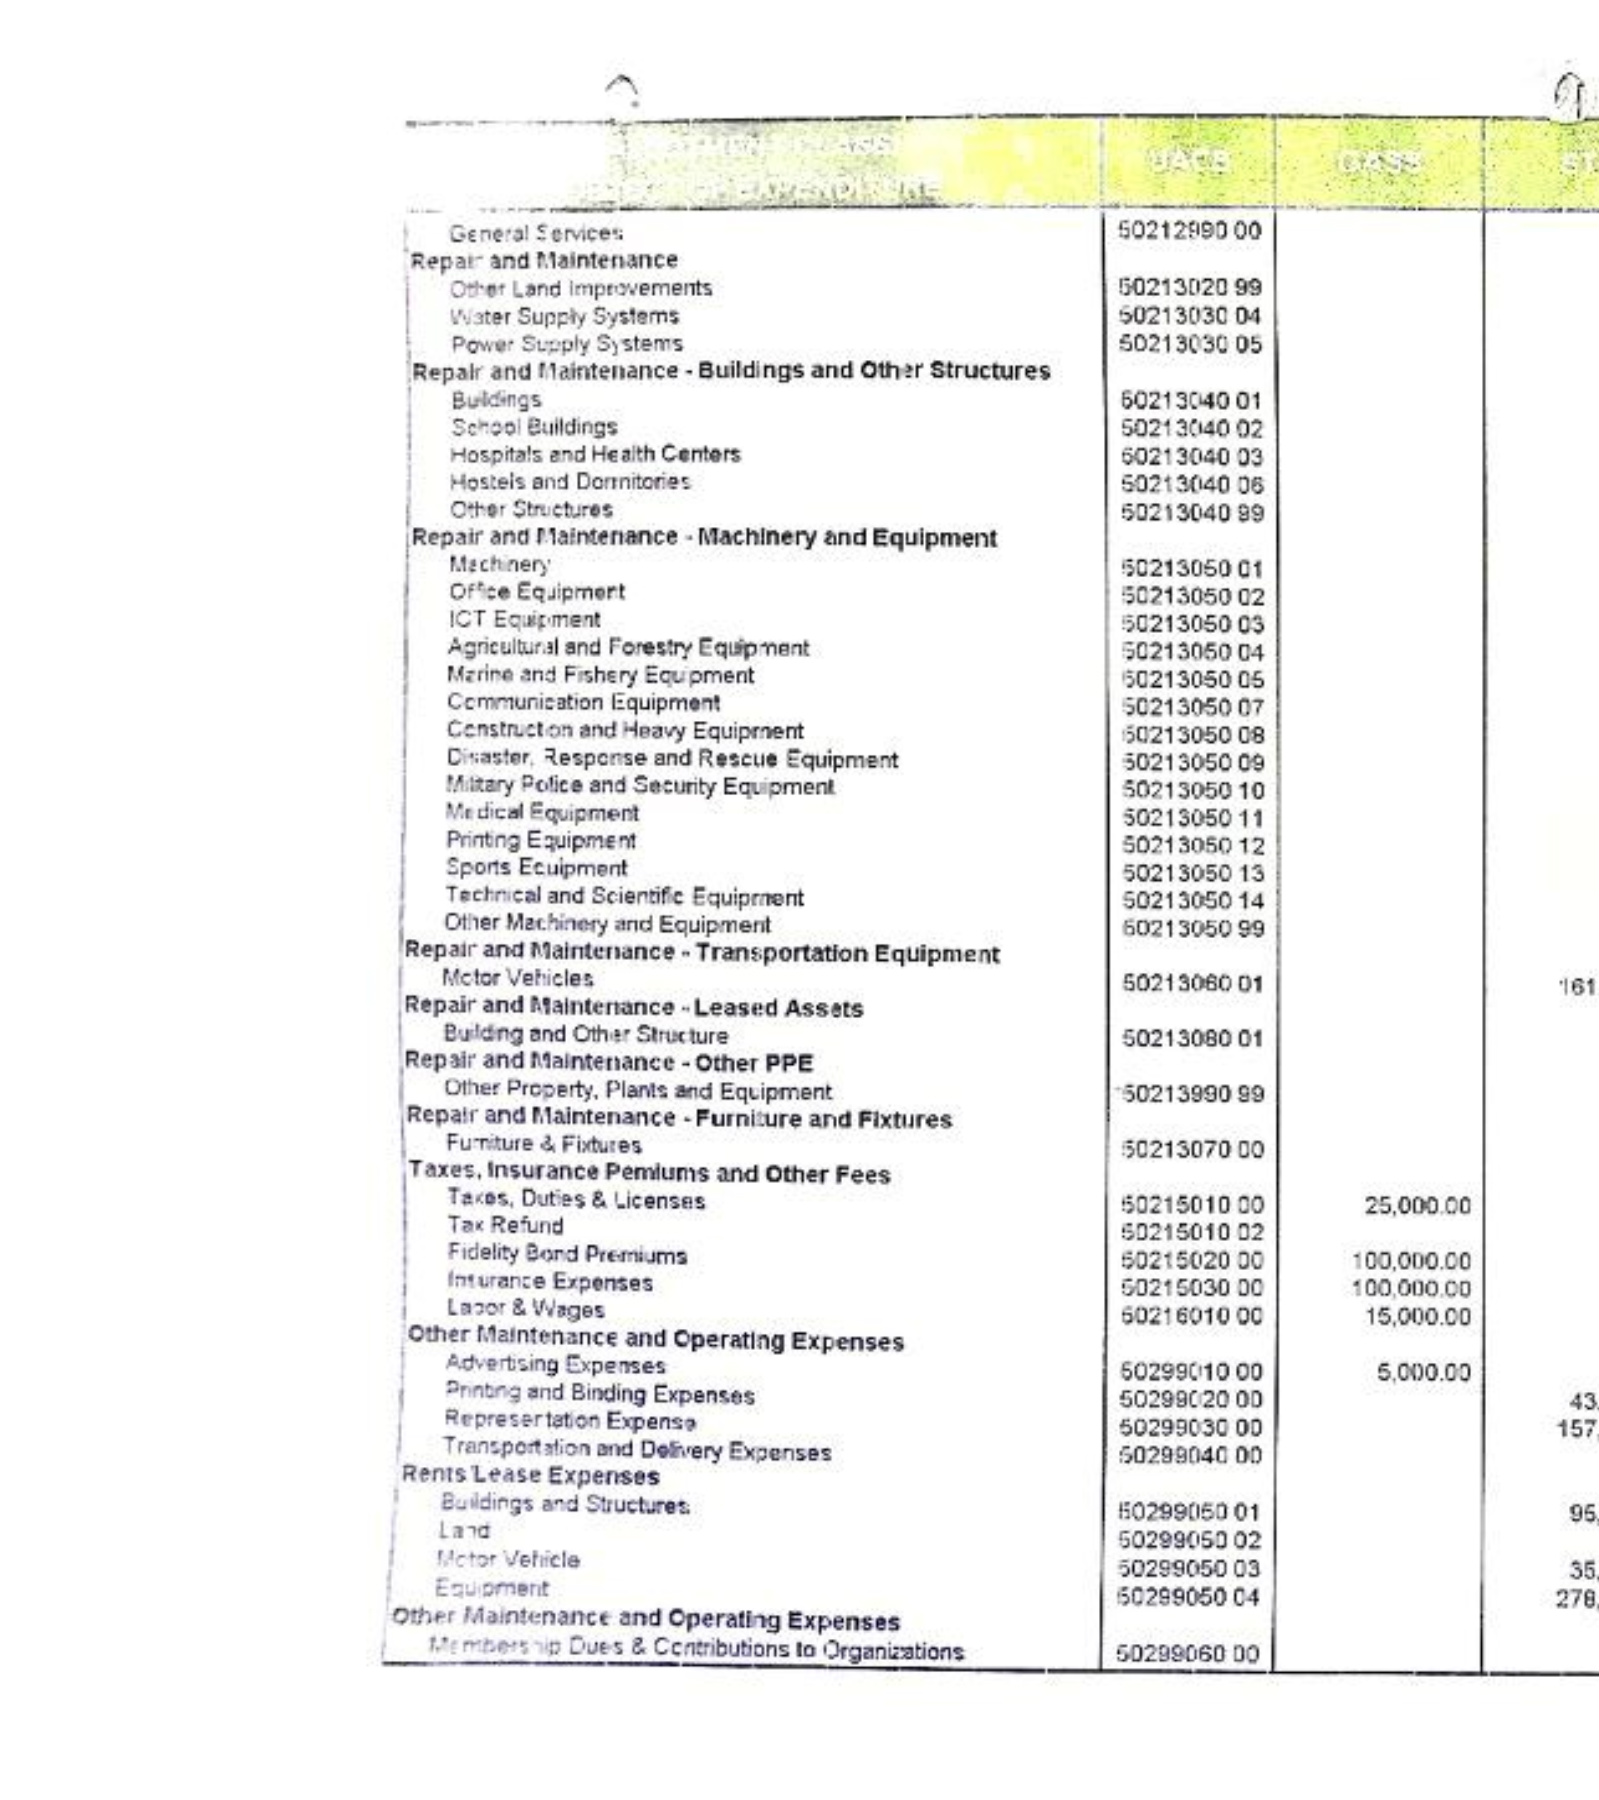 UACS
EXPENDITURE
General Services 50212990 00
Repair and Maintenance
Other Land Improvements 50213020 99
Water Supply Systems 50213030 04
Power Supply Systems 50213030 05
Repair and Maintenance - Buildings and Other Structures
Buildings 50213040 01
School Buildings 50213040 02
Hospitals and Health Centers 50213040 03
Hostels and Dormitories 50213040 06
Other Structures 50213040 99
Repair and Maintenance - Machinery and Equipment
Machinery 50213050 01
Office Equipment 50213050 02
ICT Equipment 50213050 03
Agricultural and Forestry Equipment 50213050 04
Marine and Fishery Equipment 50213050 05
Communication Equipment 50213050 07
Construction and Heavy Equipment 50213050 08
Disaster, Response and Rescue Equipment 50213050 09
Military Police and Security Equipment 50213050 10
Medical Equipment 50213050 11
Printing Equipment 50213050 12
Sports Equipment 50213050 13
Technical and Scientific Equipment 50213050 14
Other Machinery and Equipment 50213050 99
Repair and Maintenance - Transportation Equipment
Motor Vehicles 50213060 01 161
Repair and Maintenance - Leased Assets
Building and Other Structure 50213080 01
Repair and Maintenance - Other PPE
Other Property, Plants and Equipment 50213990 99
Repair and Maintenance - Furniture and Fixtures
Furniture & Fixtures 50213070 00
Taxes, Insurance Pemiums and Other Fees
Taxes, Duties & Licenses 50215010 00 25,000.00
Tax Refund 50215010 02
Fidelity Bond Premiums 50215020 00 100,000.00
Insurance Expenses 50215030 00 100,000.00
Labor & Wages 50216010 00 15,000.00
Other Maintenance and Operating Expenses
Advertising Expenses 50299010 00 5,000.00
Printing and Binding Expenses 50299020 00 43,
Representation Expense 50299030 00 157,
Transportation and Delivery Expenses 50299040 00
Rents/Lease Expenses
Buildings and Structures 50299050 01 95,
Land 50299050 02
Motor Vehicle 50299050 03 35,
Equipment 50299050 04 278,
Other Maintenance and Operating Expenses
Membership Dues & Contributions to Organizations 50299060 00